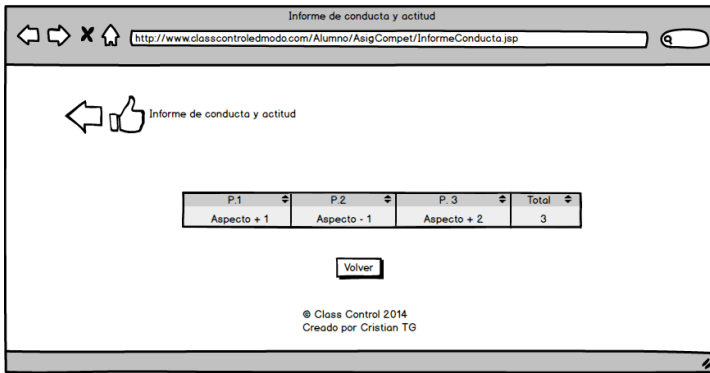 Informe de conducta y actitud
http://www.classcontroledmodo.com/Alumno/AsigCompet/InformeConducta.jsp
Informe de conducta y actitud
P.1 P.2 P. 3 Total
Aspecto + 1 Aspecto - 1 Aspecto + 2 3
Volver
© Class Control 2014
Creado por Cristian TG